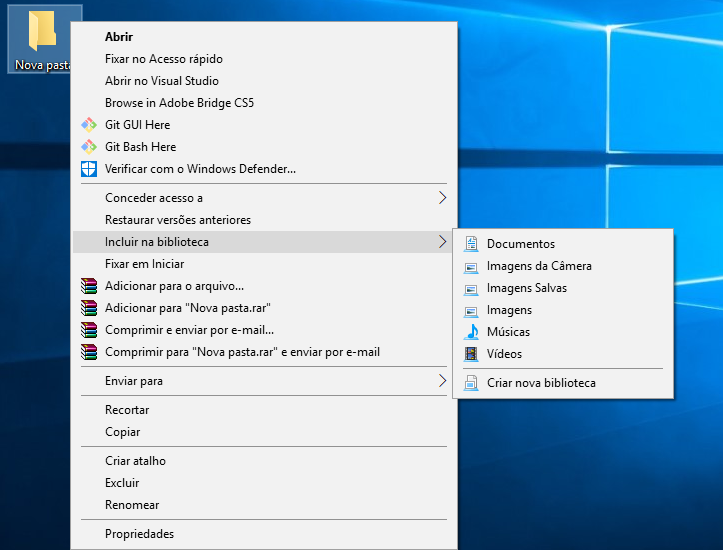 Nova pasta
Abrir
Fixar no Acesso rápido
Abrir no Visual Studio
Browse in Adobe Bridge CS5
Git GUI Here
Git Bash Here
Verificar com o Windows Defender...
Conceder acesso a
Restaurar versões anteriores
Incluir na biblioteca
Fixar em Iniciar
Adicionar para o arquivo...
Adicionar para "Nova pasta.rar"
Comprimir e enviar por e-mail...
Comprimir para "Nova pasta.rar" e enviar por e-mail
Enviar para
Recortar
Copiar
Criar atalho
Excluir
Renomear
Propriedades
Documentos
Imagens da Câmera
Imagens Salvas
Imagens
Músicas
Vídeos
Criar nova biblioteca